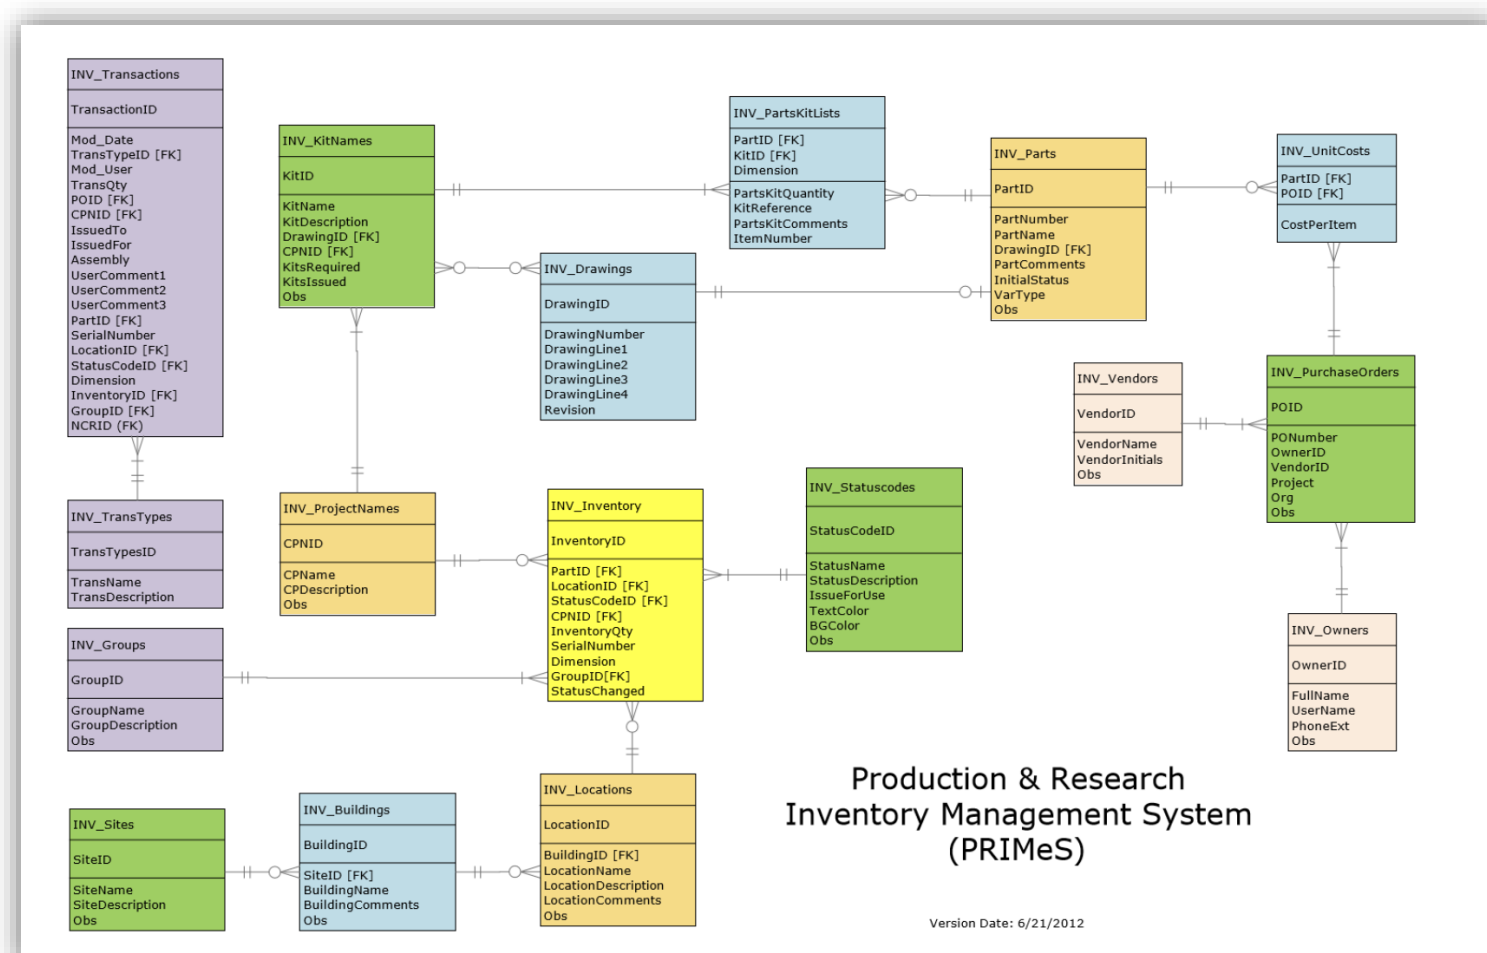 INV_Transactions
TransactionID
Mod_Date
TransTypeID [FK]
Mod_User
TransQty
POID [FK]
CPNID [FK]
IssuedTo
IssuedFor
Assembly
UserComment1
UserComment2
UserComment3
PartID [FK]
SerialNumber
LocationID [FK]
StatusCodeID [FK]
Dimension
InventoryID [FK]
GroupID [FK]
NCRID (FK)
INV_TransTypes
TransTypesID
TransName
TransDescription
INV_Groups
GroupID
GroupName
GroupDescription
Obs
INV_Sites
SiteID
SiteName
SiteDescription
Obs
INV_KitNames
KitID
KitName
KitDescription
DrawingID [FK]
CPNID [FK]
KitsRequired
KitsIssued
Obs
INV_ProjectNames
CPNID
CPName
CPDescription
Obs
INV_Buildings
BuildingID
SiteID [FK]
BuildingName
BuildingComments
Obs
INV_Drawings
DrawingID
DrawingNumber
DrawingLine1
DrawingLine2
DrawingLine3
DrawingLine4
Revision
INV_Inventory
InventoryID
PartID [FK]
LocationID [FK]
StatusCodeID [FK]
CPNID [FK]
InventoryQty
SerialNumber
Dimension
GroupID[FK]
StatusChanged
INV_Locations
LocationID
BuildingID [FK]
LocationName
LocationDescription
LocationComments
Obs
INV_PartsKitLists
PartID [FK]
KitID [FK]
Dimension
PartsKitQuantity
KitReference
PartsKitComments
ItemNumber
INV_Statuscodes
StatusCodeID
StatusName
StatusDescription
IssueForUse
TextColor
BGColor
Obs
INV_Parts
PartID
PartNumber
PartName
DrawingID [FK]
PartComments
InitialStatus
VarType
Obs
INV_Vendors
VendorID
VendorName
VendorInitials
Obs
INV_UnitCosts
PartID [FK]
POID [FK]
CostPerItem
INV_PurchaseOrders
POID
PONumber
OwnerID
VendorID
Project
Org
Obs
INV_Owners
OwnerID
FullName
UserName
PhoneExt
Obs
Production & Research
Inventory Management System
(PRIMeS)
Version Date: 6/21/2012